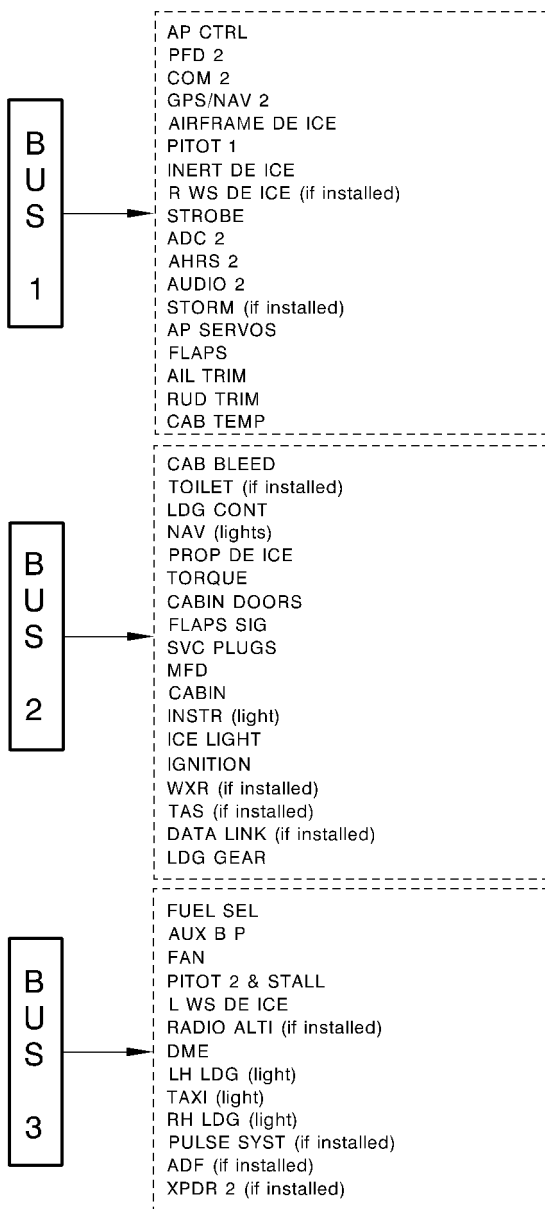 AP CTRL
PFD 2
COM 2
GPS/NAV 2
AIRFRAME DE ICE
PITOT 1
INERT DE ICE
R WS DE ICE (if installed)
STROBE
ADC 2
AHRS 2
AUDIO 2
STORM (if installed)
AP SERVOS
FLAPS
AIL TRIM
RUD TRIM
CAB TEMP
BUS 1
CAB BLEED
TOILET (if installed)
LDG CONT
NAV (lights)
PROP DE ICE
TORQUE
CABIN DOORS
FLAPS SIG
SVC PLUGS
MFD
CABIN
INSTR (light)
ICE LIGHT
IGNITION
WXR (if installed)
TAS (if installed)
DATA LINK (if installed)
LDG GEAR
BUS 2
FUEL SEL
AUX B P
FAN
PITOT 2 & STALL
L WS DE ICE
RADIO ALTI (if installed)
DME
LH LDG (light)
TAXI (light)
RH LDG (light)
PULSE SYST (if installed)
ADF (if installed)
XPDR 2 (if installed)
BUS 3